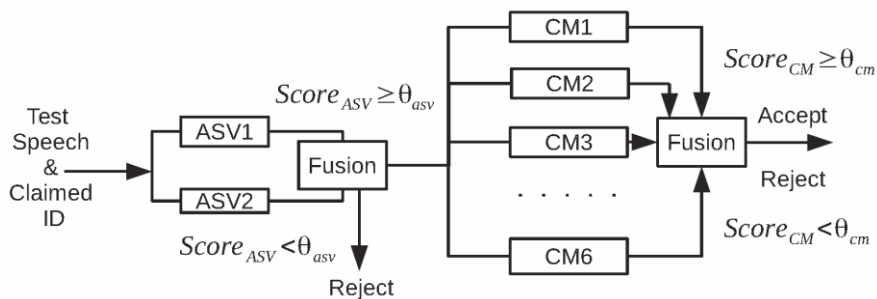 Test
Speech
&
Claimed
ID
ASV1
ASV2
Score_ASV ≥ θ_asv
Score_ASV < θ_asv
Fusion
Reject
CM1
CM2
CM3
. . . . .
CM6
Score_CM ≥ θ_cm
Fusion
Accept
Reject
Score_CM < θ_cm